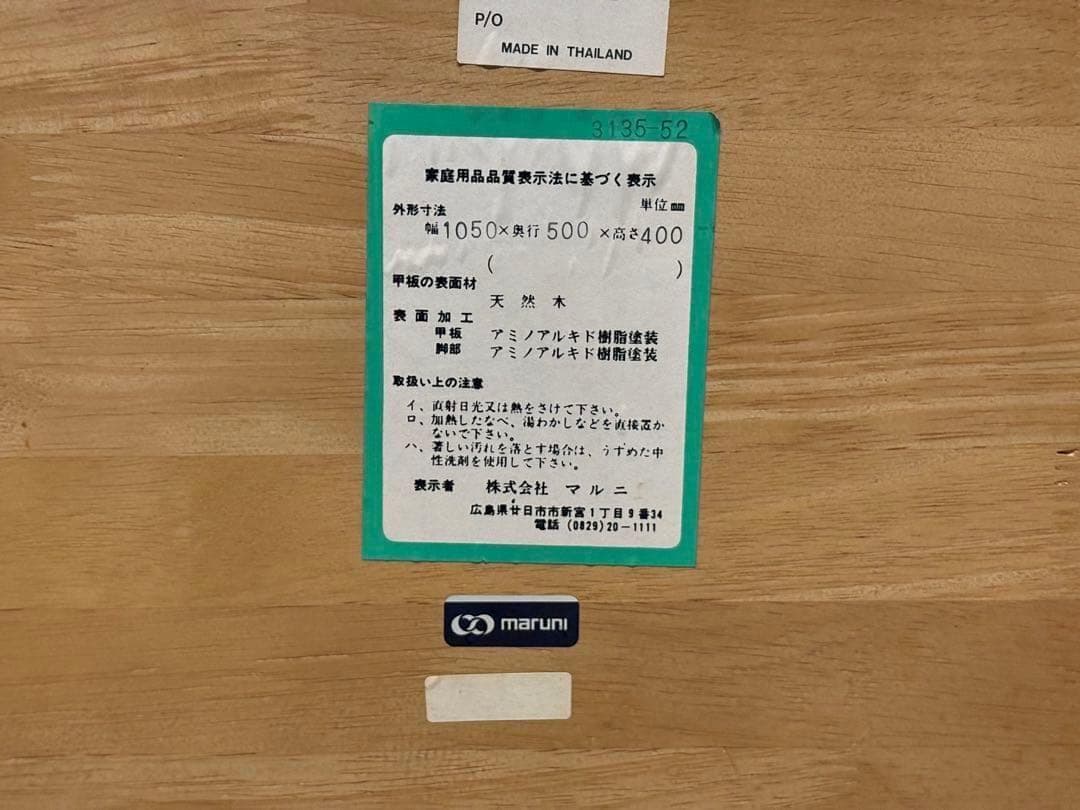 P/O
MADE IN THAILAND
3135-52
家庭用品品質表示法に基づく表示
単位mm
外形寸法
幅1050×奥行500×高さ400
( )
甲板の表面材
天然木
表面加工
甲板 アミノアルキド樹脂塗装
脚部 アミノアルキド樹脂塗装
取扱い上の注意
イ、直射日光又は熱をさけて下さい。
ロ、加熱したなべ、湯わかしなどを直接置か
ないで下さい。
ハ、著しい汚れを落とす場合は、うすめた中
性洗剤を使用して下さい。
表示者 株式会社 マルニ
広島県廿日市市新宮1丁目9番34
電話(0829)20-1111
maruni